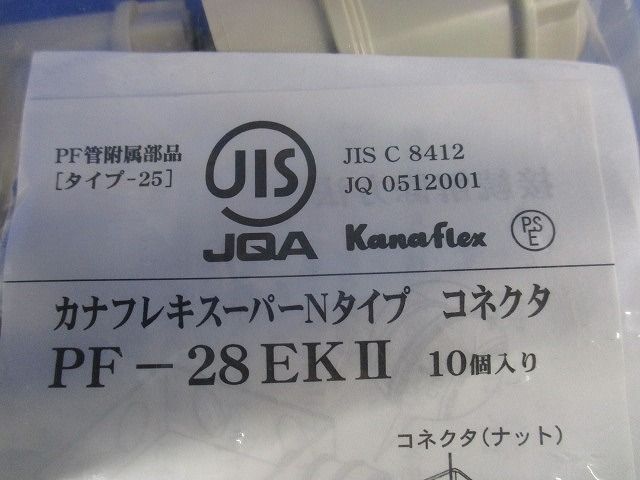 PF管附属部品
[タイプ-25]
JIS
JQA
JIS C 8412
JQ 0512001
Kanaflex
PS
E
カナフレキスーパーNタイプ コネクタ
PF-28EKⅡ 10個入り
コネクタ(ナット)